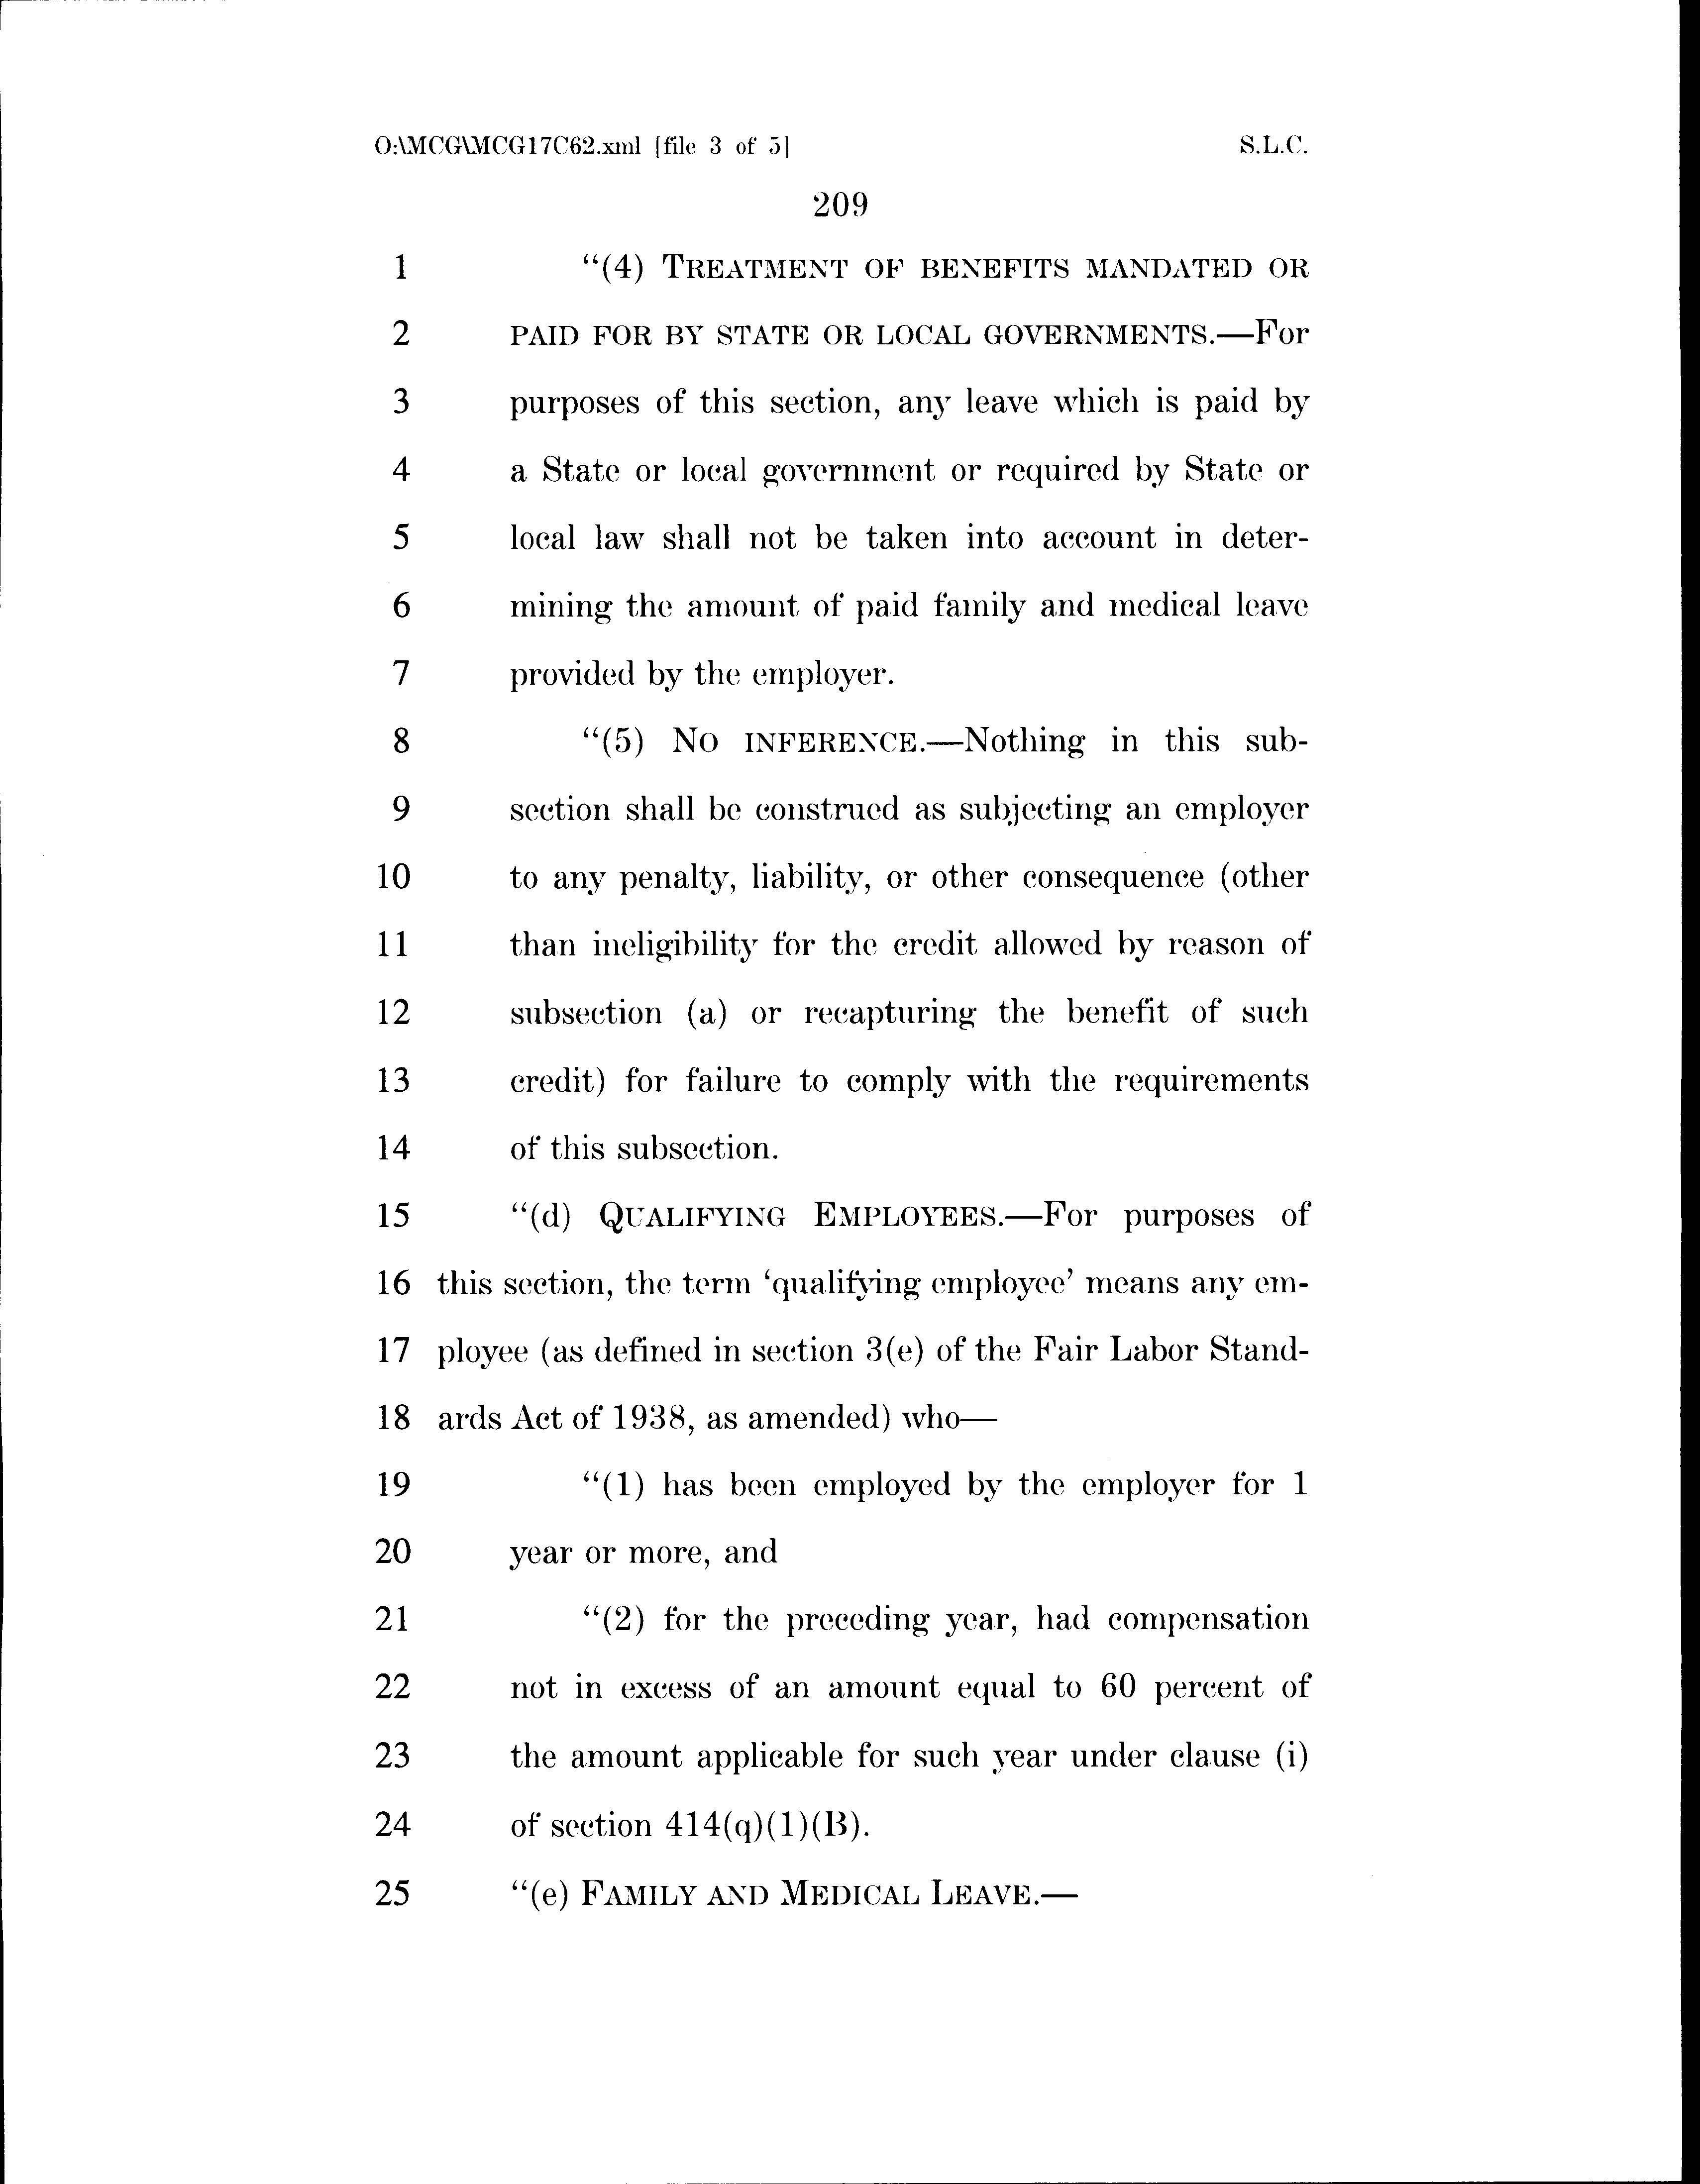 O:\MCG\MCG17C62.xml [file 3 of 5] S.L.C.
209
1 “(4) TREATMENT OF BENEFITS MANDATED OR
2 PAID FOR BY STATE OR LOCAL GOVERNMENTS.—For
3 purposes of this section, any leave which is paid by
4 a State or local government or required by State or
5 local law shall not be taken into account in deter-
6 mining the amount of paid family and medical leave
7 provided by the employer.
8 “(5) NO INFERENCE.—Nothing in this sub-
9 section shall be construed as subjecting an employer
10 to any penalty, liability, or other consequence (other
11 than ineligibility for the credit allowed by reason of
12 subsection (a) or recapturing the benefit of such
13 credit) for failure to comply with the requirements
14 of this subsection.
15 “(d) QUALIFYING EMPLOYEES.—For purposes of
16 this section, the term ‘qualifying employee’ means any em-
17 ployee (as defined in section 3(e) of the Fair Labor Stand-
18 ards Act of 1938, as amended) who—
19 “(1) has been employed by the employer for 1
20 year or more, and
21 “(2) for the preceding year, had compensation
22 not in excess of an amount equal to 60 percent of
23 the amount applicable for such year under clause (i)
24 of section 414(q)(1)(B).
25 “(e) FAMILY AND MEDICAL LEAVE.—